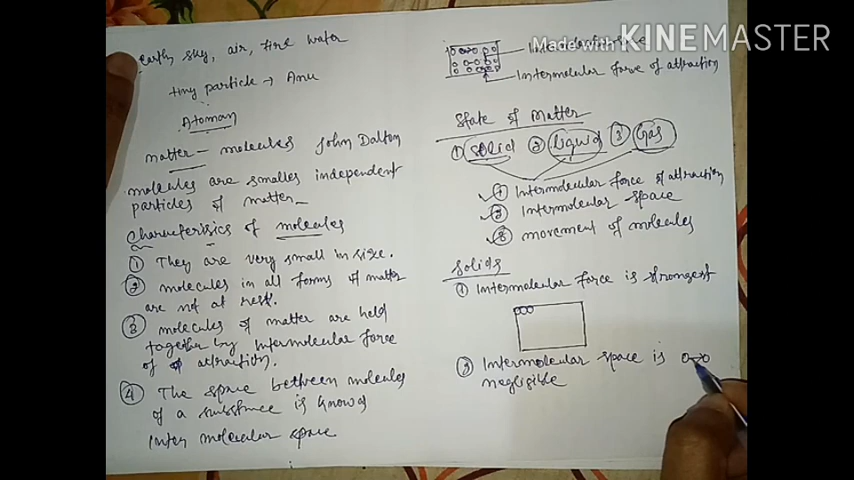 earth, sky, air, fire water
tiny particle → Anu
Atoman
matter - molecules John Dalton
molecules are smalles independent
particles of matter-
Characterisics of molecules
① They are very small in size.
② molecules in all forms of matter
are not at rest.
③ molecules of matter are held
together by Intermolecular force
of attraction.
④ The space between molecules
of a substance is known
Inter molecular space
Made with KINEMASTER
Intermolecular force of attraction
State of Matter
① Solid ② Liquid ③ Gas
① Intermolecular force of attraction
② Intermolecular space
③ movement of molecules
Solids
① Intermolecular force is strongest
② Intermolecular space is
negligible